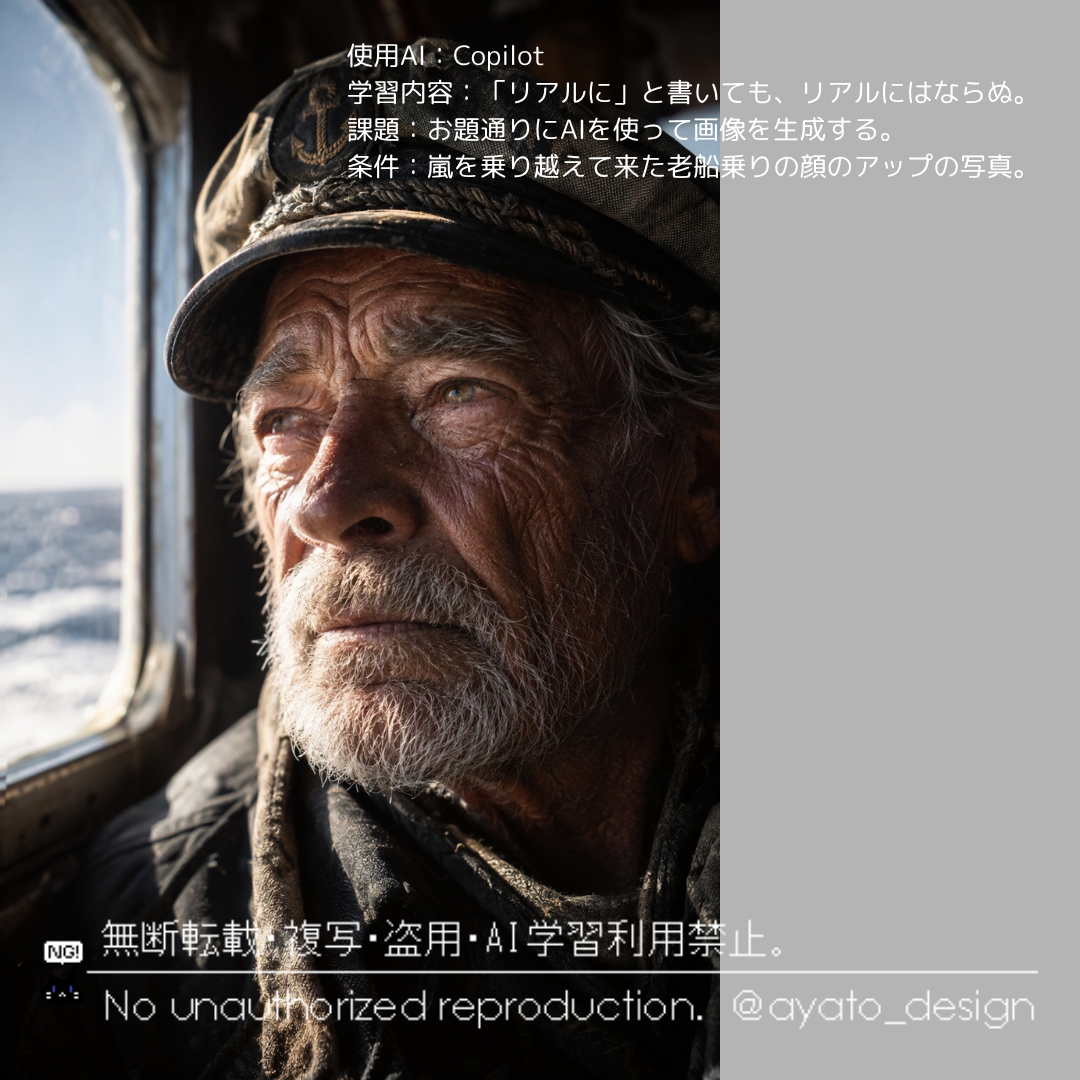 使用AI：Copilot
学習内容：「リアルに」と書いても、リアルにはならぬ。
課題：お題通りにAIを使って画像を生成する。
条件：嵐を乗り越えて来た老船乗りの顔のアップの写真。
NG!
無断転載・複写・盗用・AI学習利用禁止。
No unauthorized reproduction. @ayato_design